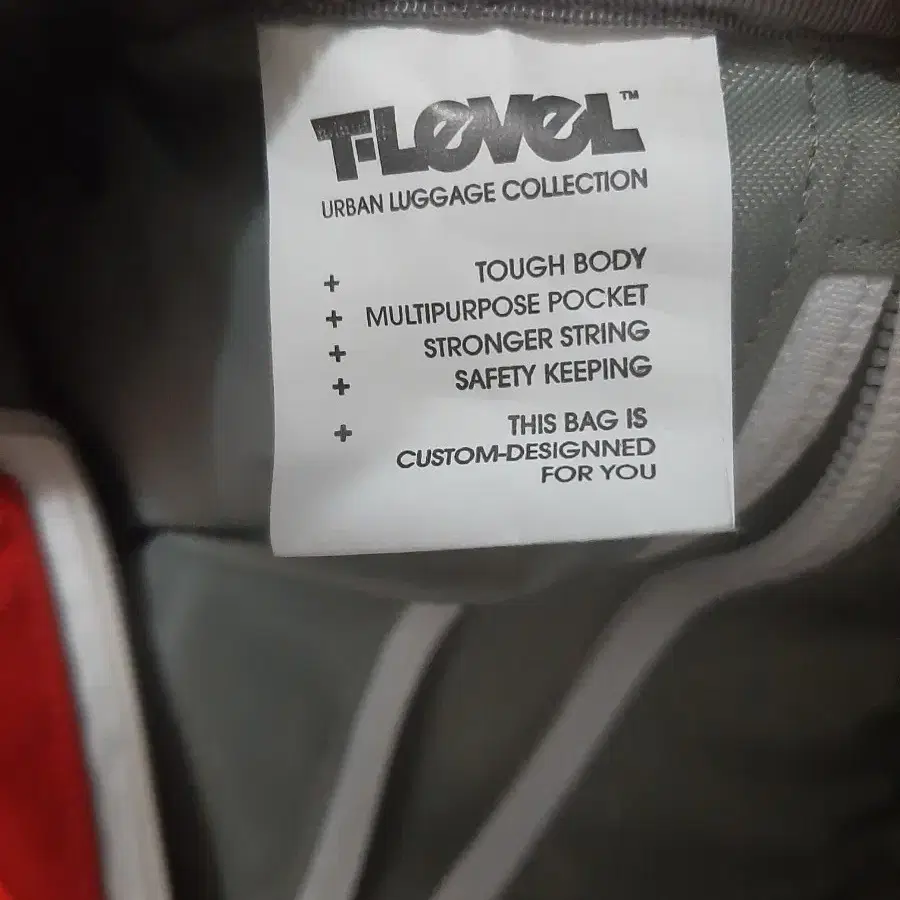 T-LEVEL™
URBAN LUGGAGE COLLECTION
+ TOUGH BODY
+ MULTIPURPOSE POCKET
+ STRONGER STRING
+ SAFETY KEEPING
+ THIS BAG IS
CUSTOM-DESIGNNED
FOR YOU